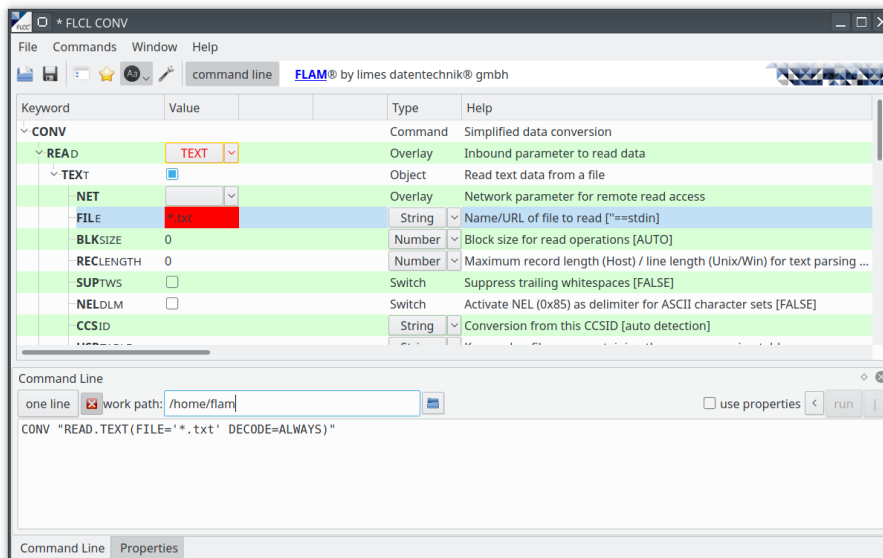 * FLCL CONV
File Commands Window Help
command line FLAM® by limes datentechnik® gmbh
Keyword Value Type Help
CONV Command Simplified data conversion
READ TEXT Overlay Inbound parameter to read data
TEXT Object Read text data from a file
NET Overlay Network parameter for remote read access
FILE *.txt String Name/URL of file to read [''==stdin]
BLKSIZE 0 Number Block size for read operations [AUTO]
RECLENGTH 0 Number Maximum record length (Host) / line length (Unix/Win) for text parsing ...
SUPTWS Switch Suppress trailing whitespaces [FALSE]
NELDLM Switch Activate NEL (0x85) as delimiter for ASCII character sets [FALSE]
CCSID String Conversion from this CCSID [auto detection]
Command Line
one line work path: /home/flam use properties < run
CONV "READ.TEXT(FILE='*.txt' DECODE=ALWAYS)"
Command Line Properties